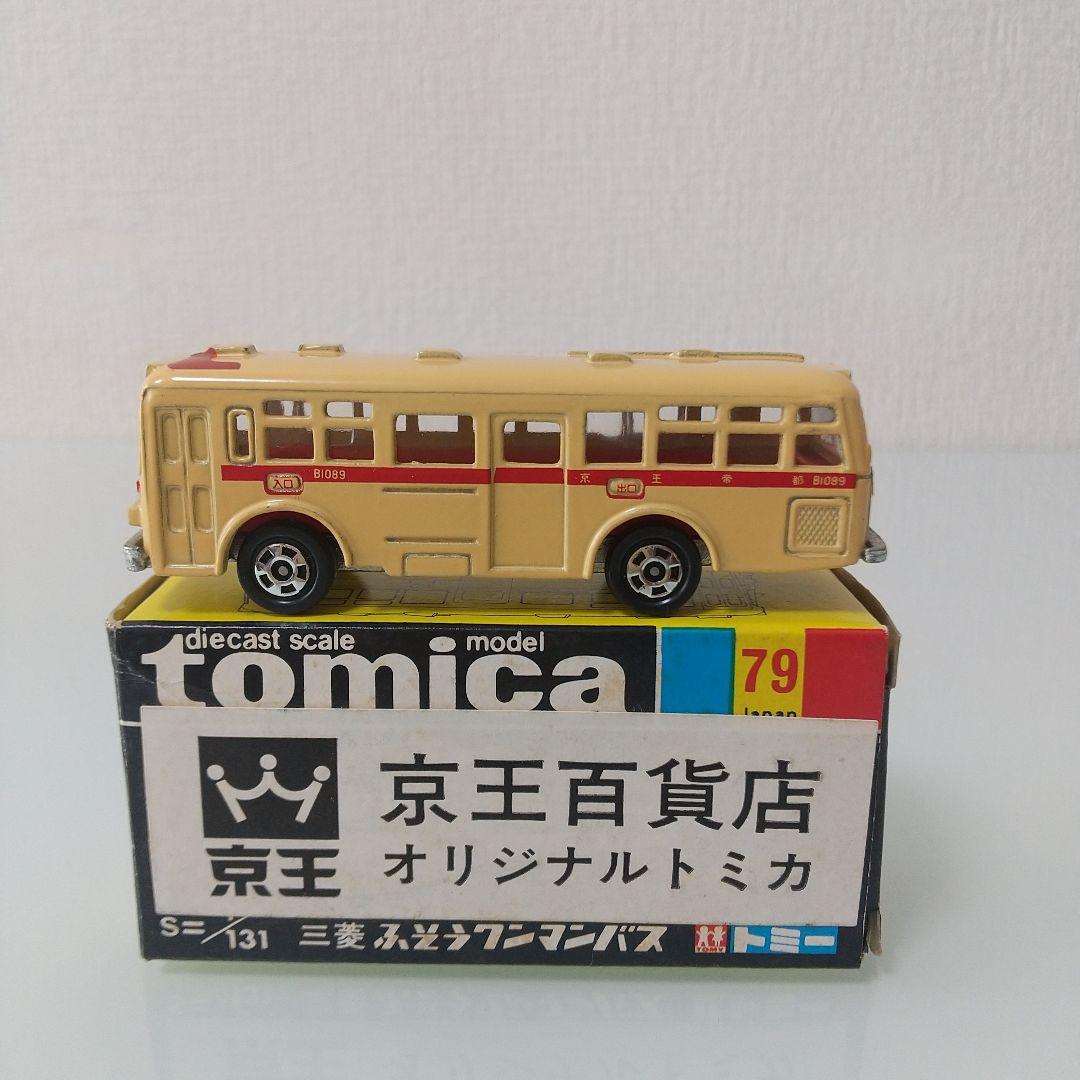 入口 B1089 京王帝都 出口 B1089
diecast scale model
tomica
79
Japan
京王百貨店
オリジナルトミカ
京王
S=1/131 三菱ふそうワンマンバス TOMY トミー